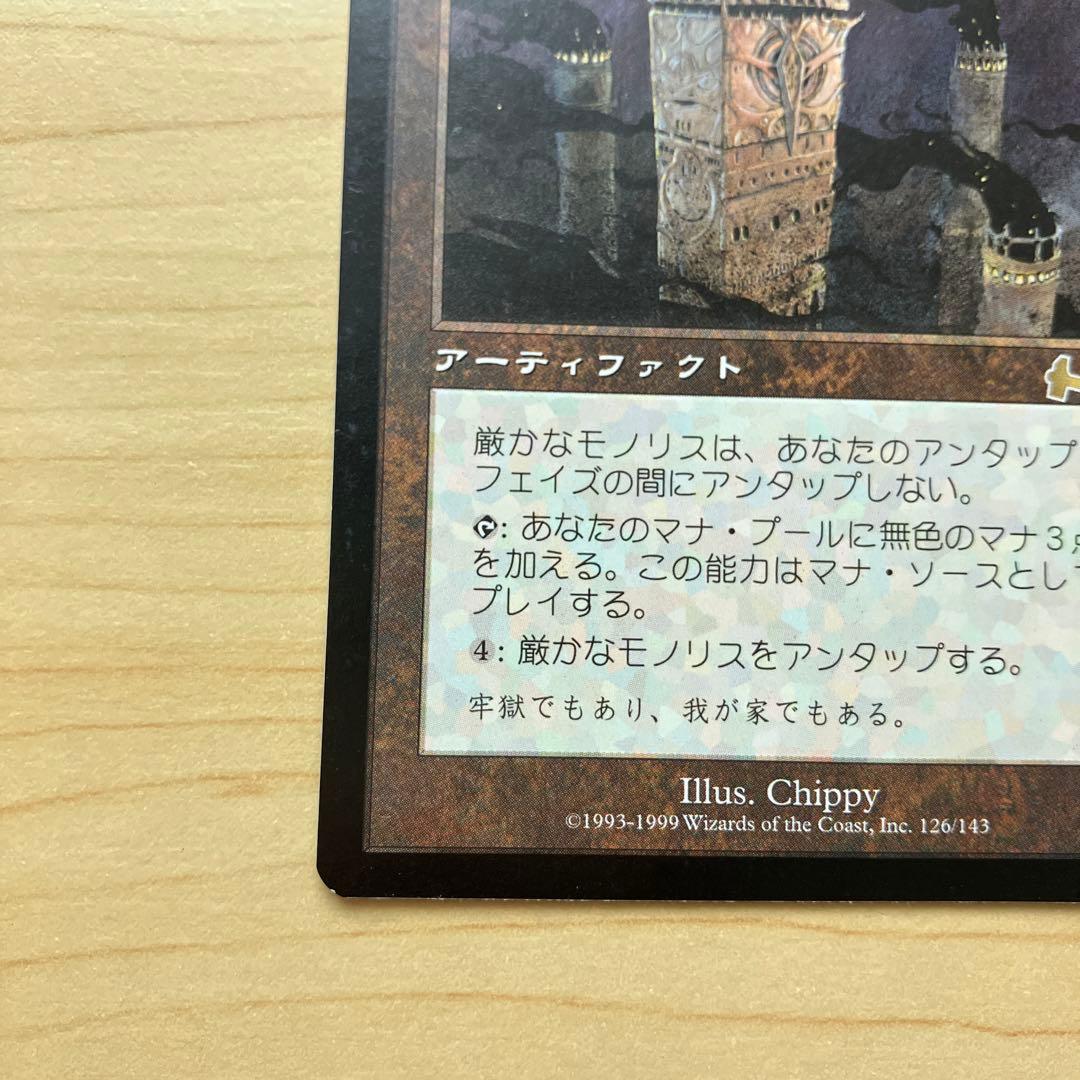 アーティファクト
厳かなモノリスは、あなたのアンタップ
フェイズの間にアンタップしない。
: あなたのマナ・プールに無色のマナ3点
を加える。この能力はマナ・ソースとして
プレイする。
4: 厳かなモノリスをアンタップする。
牢獄でもあり、我が家でもある。
Illus. Chippy
©1993-1999 Wizards of the Coast, Inc. 126/143